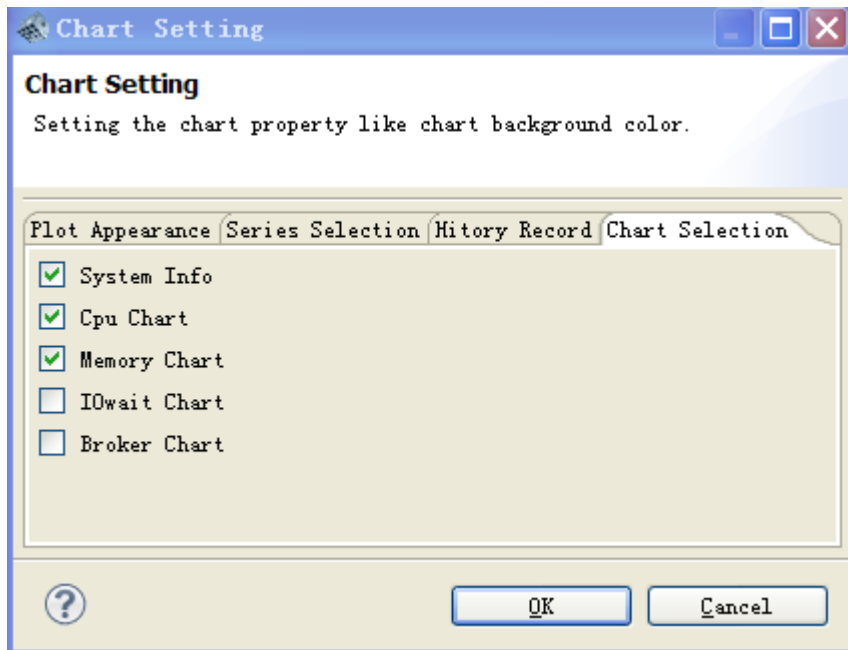 Chart Setting
Chart Setting
Setting the chart property like chart background color.
Plot Appearance Series Selection Hitory Record Chart Selection
System Info
Cpu Chart
Memory Chart
IOwait Chart
Broker Chart
? OK Cancel